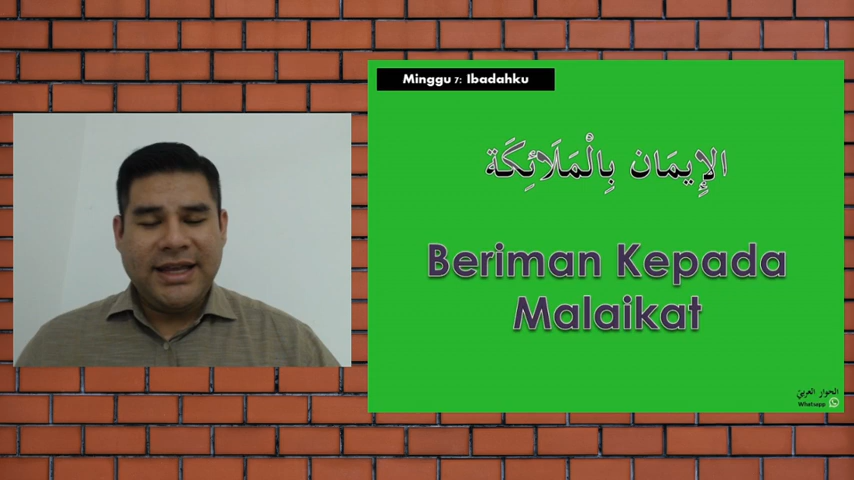 Minggu 7: Ibadahku
الإِيمَان بِالْمَلَائِكَة
Beriman Kepada
Malaikat
الحوار العربي
Whatsapp